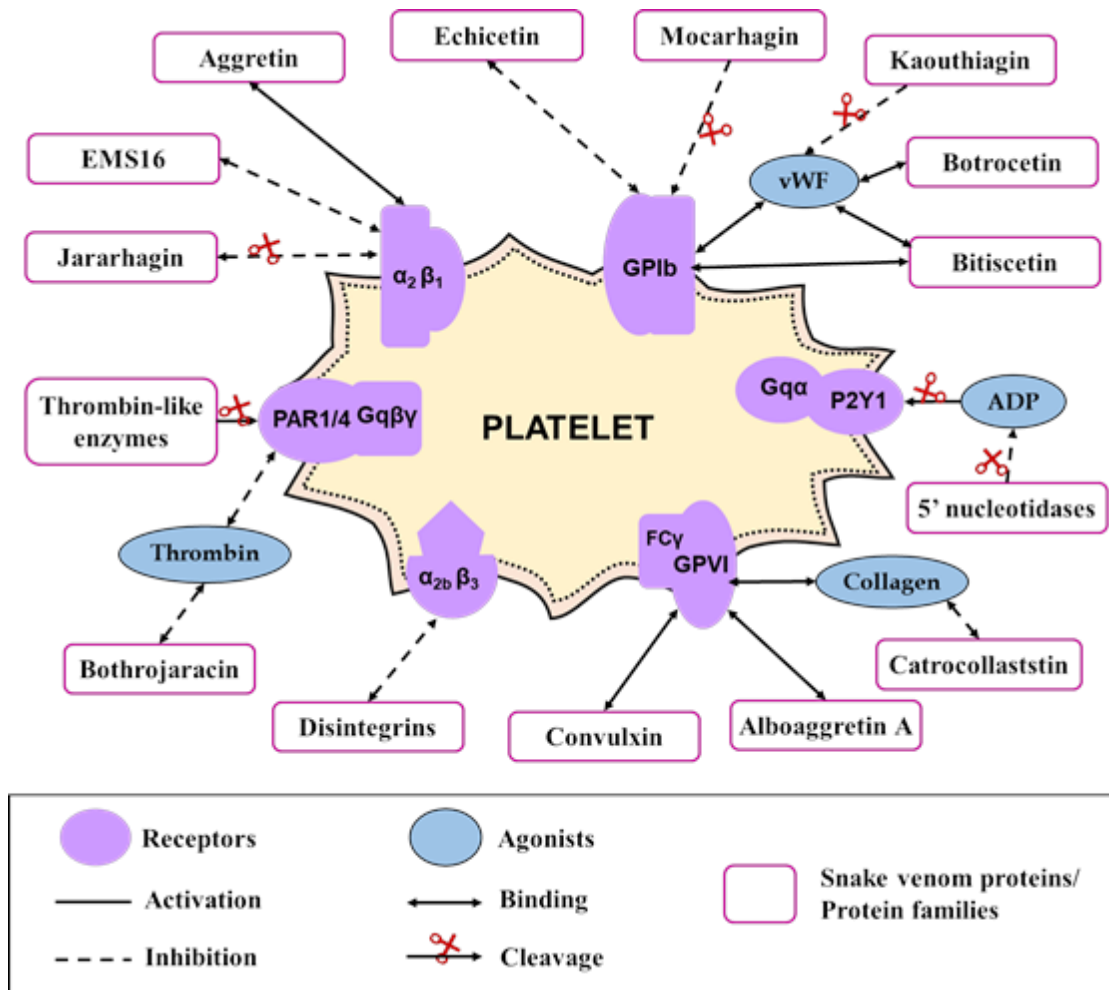 Echicetin
Mocarhagin
Aggretin
Kaouthiagin
EMS16
vWF
Botrocetin
Jararhagin
α2 β1
GPIb
Bitiscetin
Thrombin-like
enzymes
PAR1/4
Gqβγ
PLATELET
Gqα
P2Y1
ADP
5’ nucleotidases
Thrombin
α2b β3
FCγ
GPVI
Collagen
Bothrojaracin
Catrocollaststin
Disintegrins
Convulxin
Alboaggretin A
Receptors
Agonists
Snake venom proteins/
Protein families
Activation
Binding
Inhibition
Cleavage